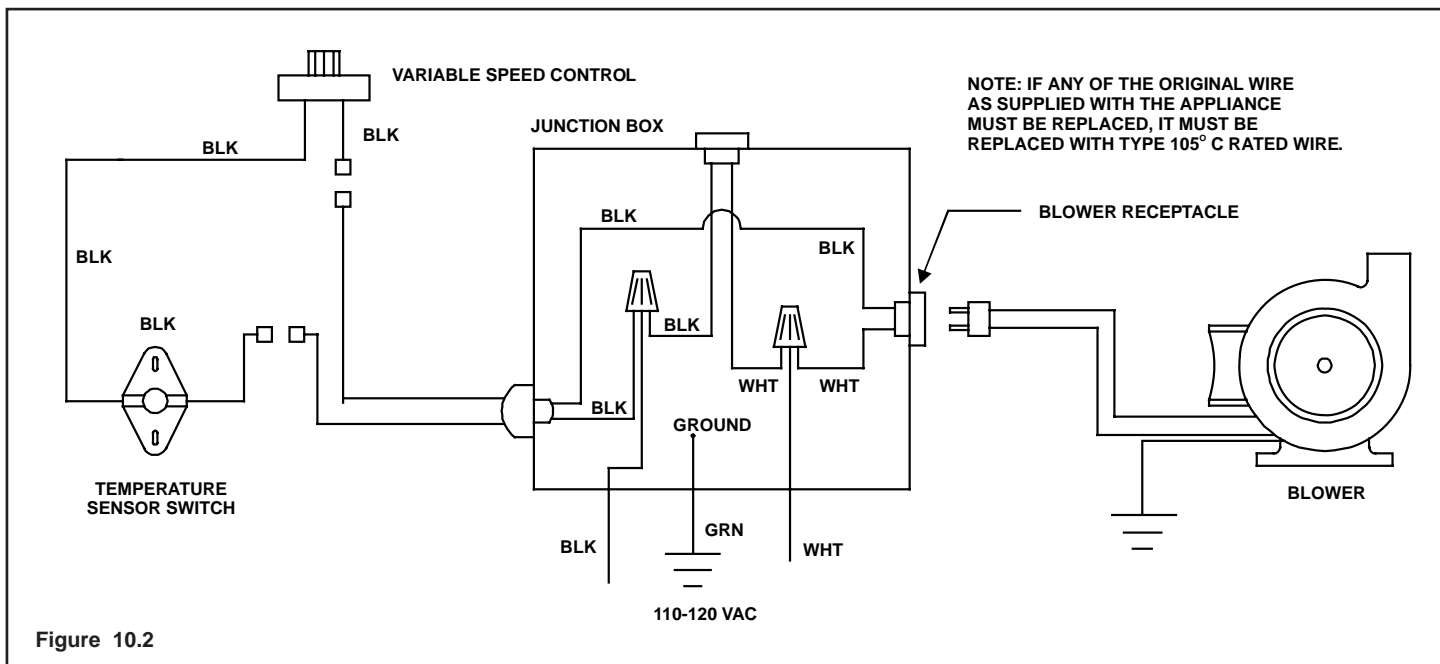 VARIABLE SPEED CONTROL
NOTE: IF ANY OF THE ORIGINAL WIRE
AS SUPPLIED WITH THE APPLIANCE
MUST BE REPLACED, IT MUST BE
REPLACED WITH TYPE 105° C RATED WIRE.
JUNCTION BOX
BLK
BLK
BLK
BLOWER RECEPTACLE
BLK
BLK
BLK
BLK
WHT
WHT
BLK
GROUND
TEMPERATURE
SENSOR SWITCH
BLOWER
GRN
BLK
WHT
110-120 VAC
Figure 10.2